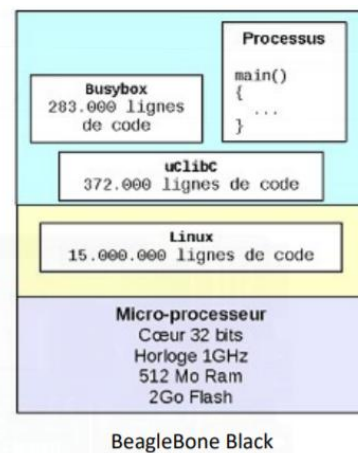 Processus
main()
{
...
}
Busybox
283.000 lignes
de code
uClibC
372.000 lignes de code
Linux
15.000.000 lignes de code
Micro-processeur
Cœur 32 bits
Horloge 1GHz
512 Mo Ram
2Go Flash
BeagleBone Black